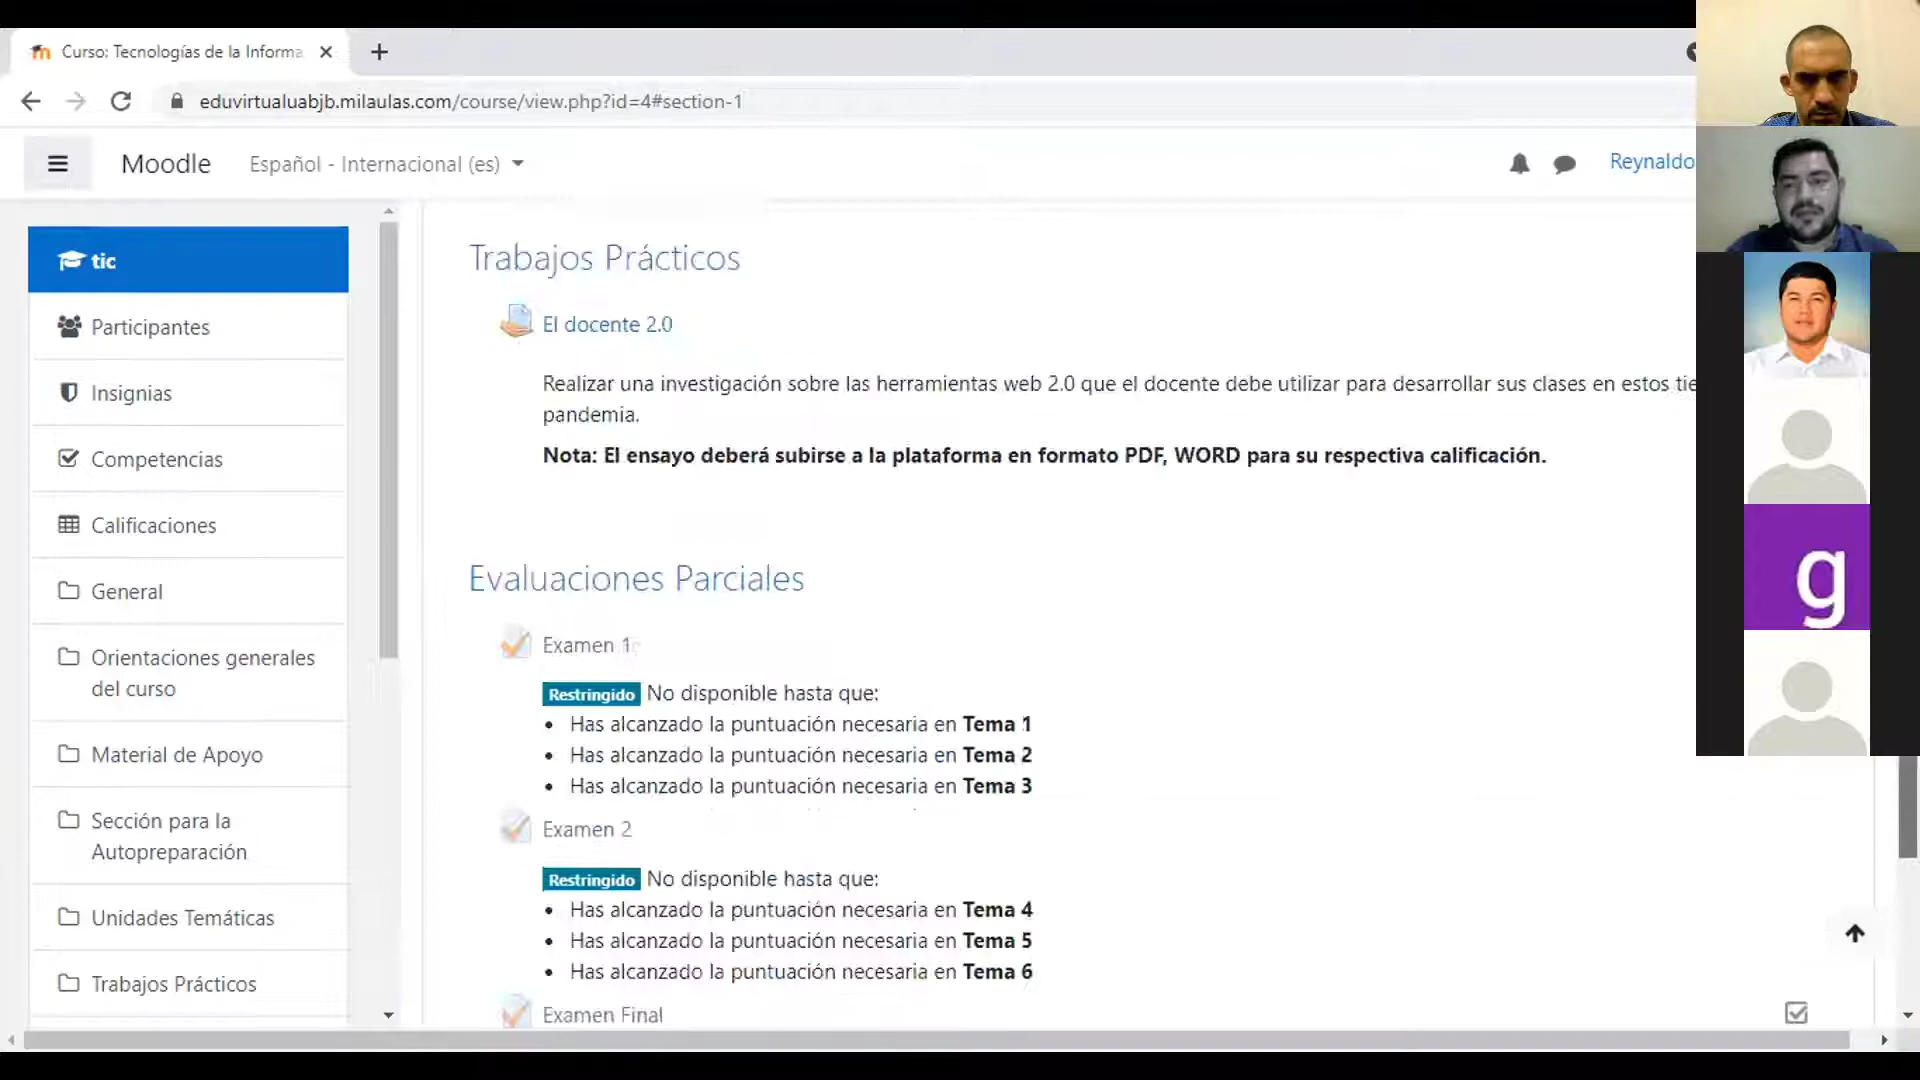 Curso: Tecnologías de la Informa
eduvirtualuabjb.milaulas.com/course/view.php?id=4#section-1
Moodle
Español - Internacional (es)
Reynaldo
tic
Participantes
Insignias
Competencias
Calificaciones
General
Orientaciones generales
del curso
Material de Apoyo
Sección para la
Autopreparación
Unidades Temáticas
Trabajos Prácticos
Trabajos Prácticos
El docente 2.0
Realizar una investigación sobre las herramientas web 2.0 que el docente debe utilizar para desarrollar sus clases en estos tie
pandemia.
Nota: El ensayo deberá subirse a la plataforma en formato PDF, WORD para su respectiva calificación.
Evaluaciones Parciales
Examen 1
Restringido No disponible hasta que:
• Has alcanzado la puntuación necesaria en Tema 1
• Has alcanzado la puntuación necesaria en Tema 2
• Has alcanzado la puntuación necesaria en Tema 3
Examen 2
Restringido No disponible hasta que:
• Has alcanzado la puntuación necesaria en Tema 4
• Has alcanzado la puntuación necesaria en Tema 5
• Has alcanzado la puntuación necesaria en Tema 6
Examen Final
g